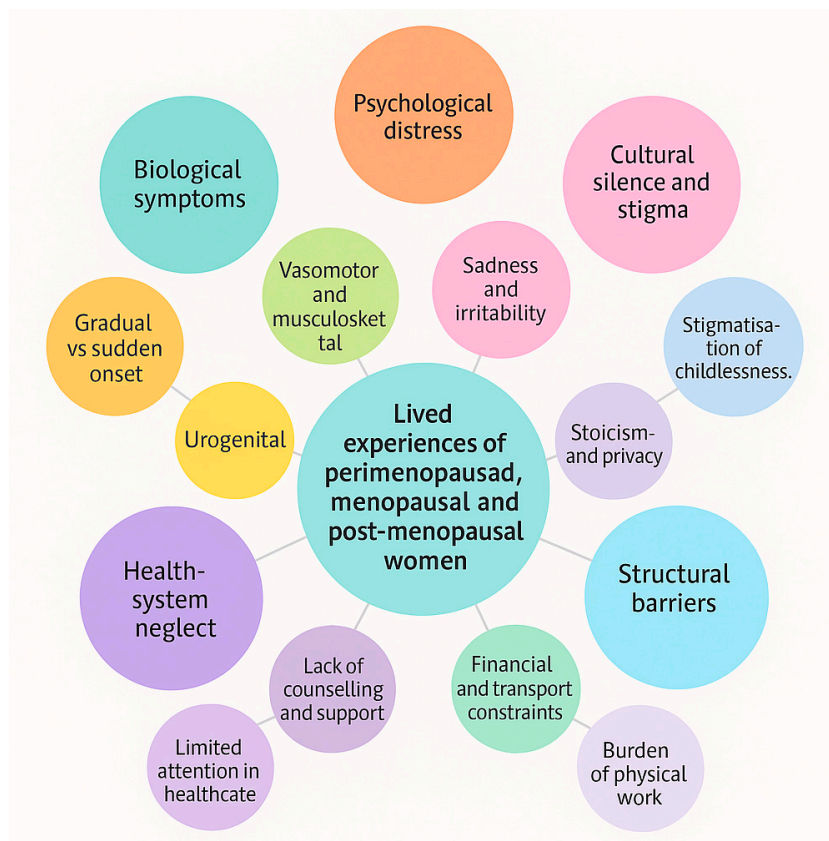 Psychological
distress
Biological
symptoms
Cultural
silence and
stigma
Vasomotor
and
musculosket
tal
Sadness
and
irritability
Gradual
vs sudden
onset
Stigmatisa-
tion of
childlessness.
Urogenital
Lived
experiences of
perimenopausad,
menopausal and
post-menopausal
women
Stoicism-
and privacy
Health-
system
neglect
Structural
barriers
Lack of
counselling
and support
Financial
and transport
constraints
Limited
attention in
healthcate
Burden
of physical
work